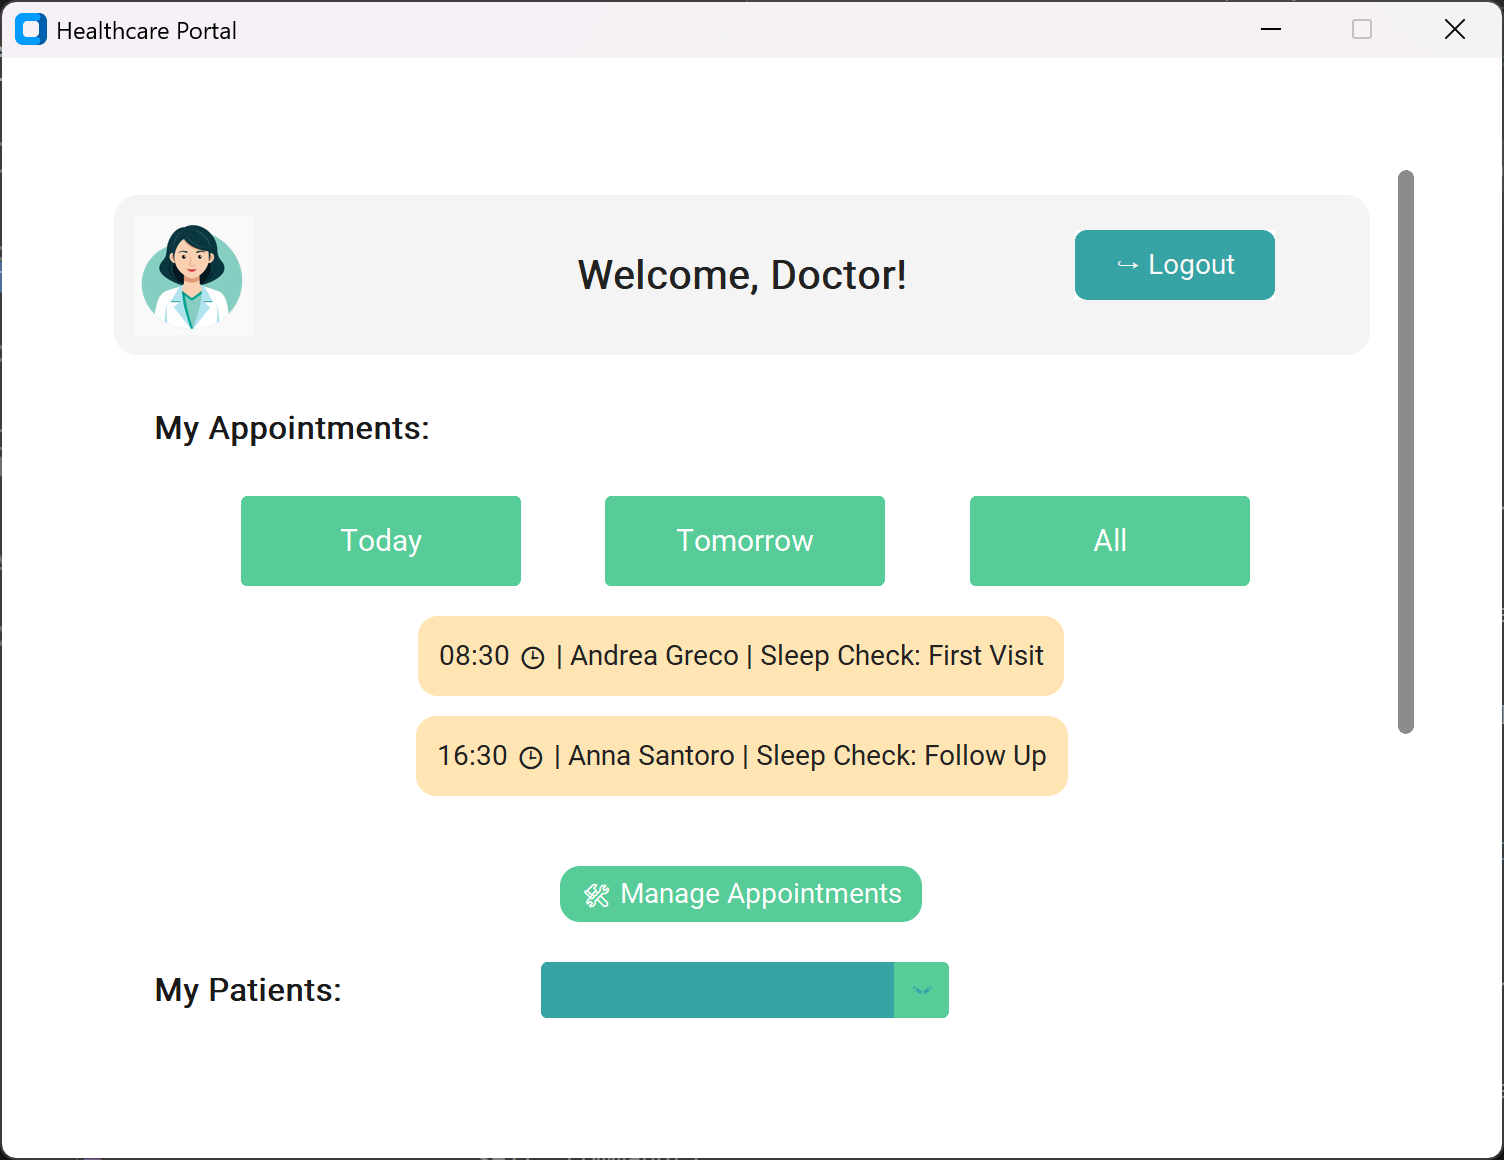 Healthcare Portal
Welcome, Doctor!
↪ Logout
My Appointments:
Today
Tomorrow
All
08:30 🕒 | Andrea Greco | Sleep Check: First Visit
16:30 🕒 | Anna Santoro | Sleep Check: Follow Up
🛠 Manage Appointments
My Patients: